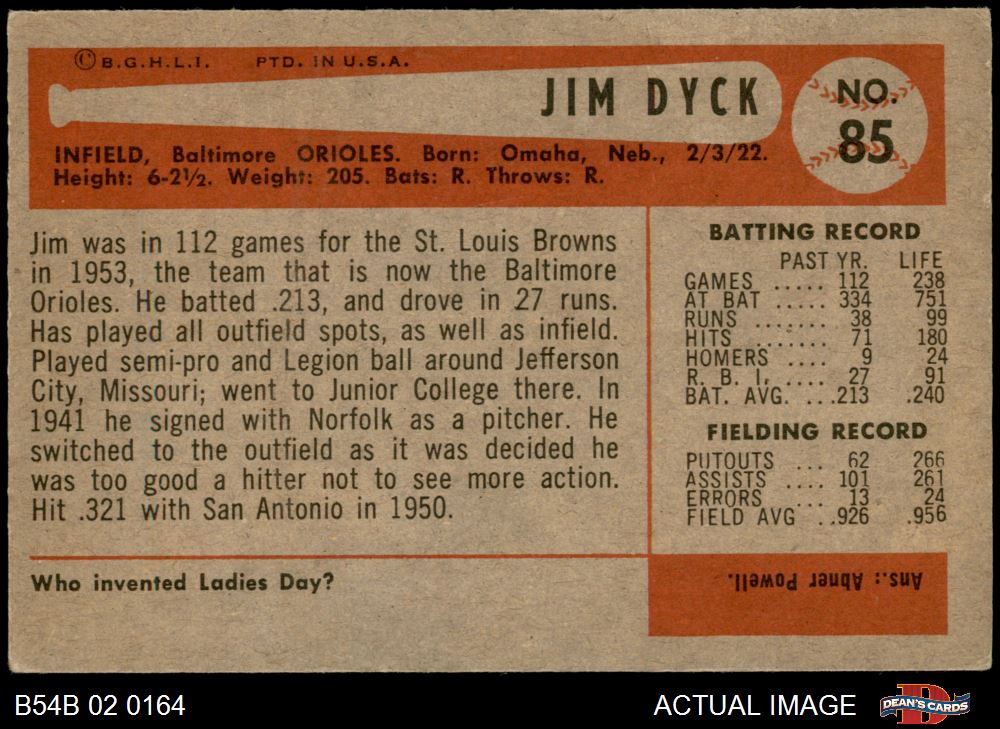 © B.G.H.L.I. PTD. IN U.S.A.
JIM DYCK
NO.
85
INFIELD, Baltimore ORIOLES. Born: Omaha, Neb., 2/3/22.
Height: 6-2½. Weight: 205. Bats: R. Throws: R.
Jim was in 112 games for the St. Louis Browns
in 1953, the team that is now the Baltimore
Orioles. He batted .213, and drove in 27 runs.
Has played all outfield spots, as well as infield.
Played semi-pro and Legion ball around Jefferson
City, Missouri; went to Junior College there. In
1941 he signed with Norfolk as a pitcher. He
switched to the outfield as it was decided he
was too good a hitter not to see more action.
Hit .321 with San Antonio in 1950.
BATTING RECORD
PAST YR. LIFE
GAMES ..... 112 238
AT BAT ..... 334 751
RUNS ....... 38 99
HITS ....... 71 180
HOMERS .... 9 24
R. B. I. .... 27 91
BAT. AVG. ...213 .240
FIELDING RECORD
PUTOUTS ... 62 266
ASSISTS .... 101 261
ERRORS .... 13 24
FIELD AVG ..926 .956
Who invented Ladies Day?
Ans.: Abner Powell.
B54B 02 0164
ACTUAL IMAGE
D
DEAN'S CARDS